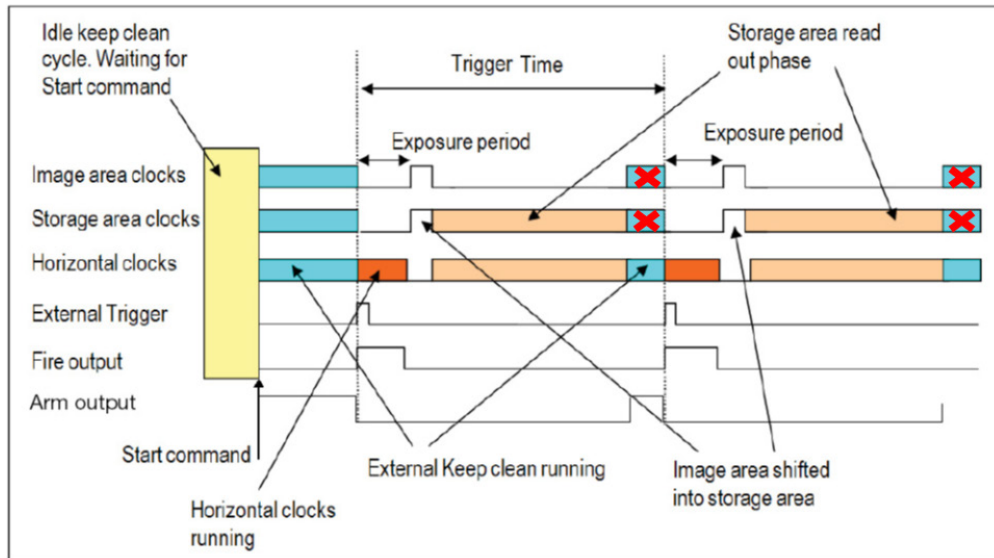 Idle keep clean
cycle. Waiting for
Start command
Trigger Time
Storage area read
out phase
Exposure period
Exposure period
Image area clocks
Storage area clocks
Horizontal clocks
External Trigger
Fire output
Arm output
Start command
External Keep clean running
Image area shifted
into storage area
Horizontal clocks
running